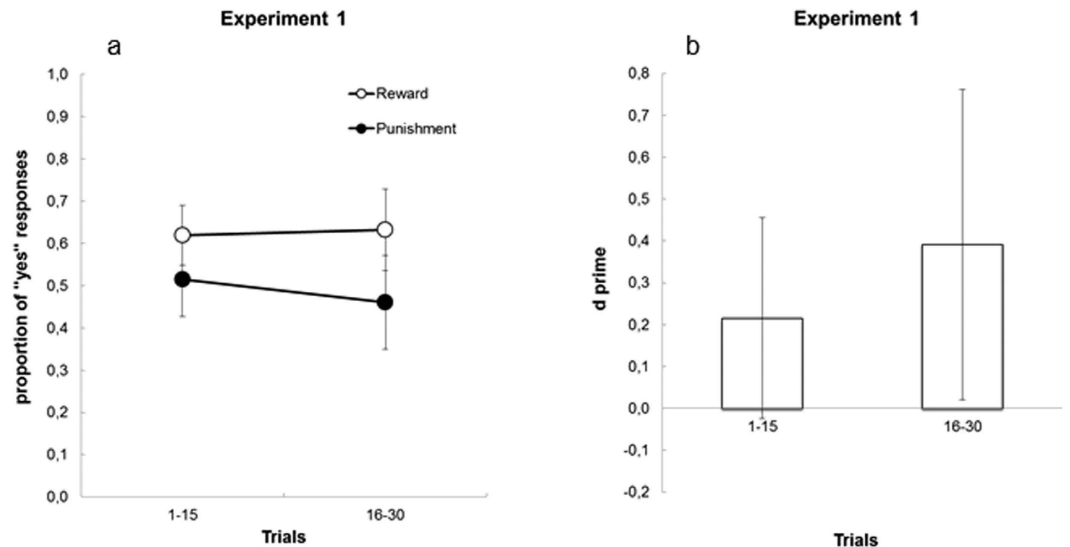 Experiment 1
a
1,0
0,9
0,8
0,7
0,6
0,5
0,4
0,3
0,2
0,1
0,0
proportion of "yes" responses
Reward
Punishment
1-15
16-30
Trials
Experiment 1
b
0,8
0,7
0,6
0,5
0,4
0,3
0,2
0,1
0,0
-0,1
-0,2
d prime
1-15
16-30
Trials